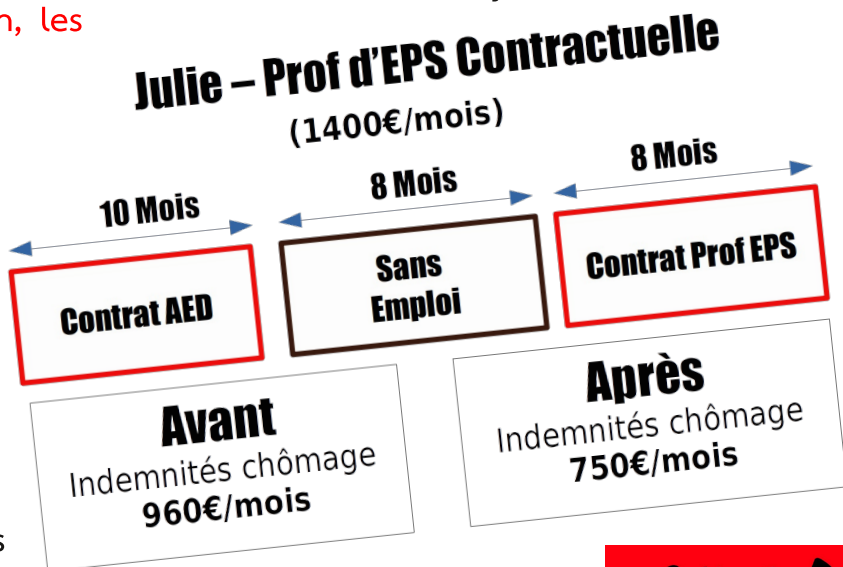 n, les
Julie – Prof d'EPS Contractuelle
(1400€/mois)
10 Mois
8 Mois
8 Mois
Contrat AED
Sans
Emploi
Contrat Prof EPS
Avant
Indemnités chômage
960€/mois
Après
Indemnités chômage
750€/mois
s